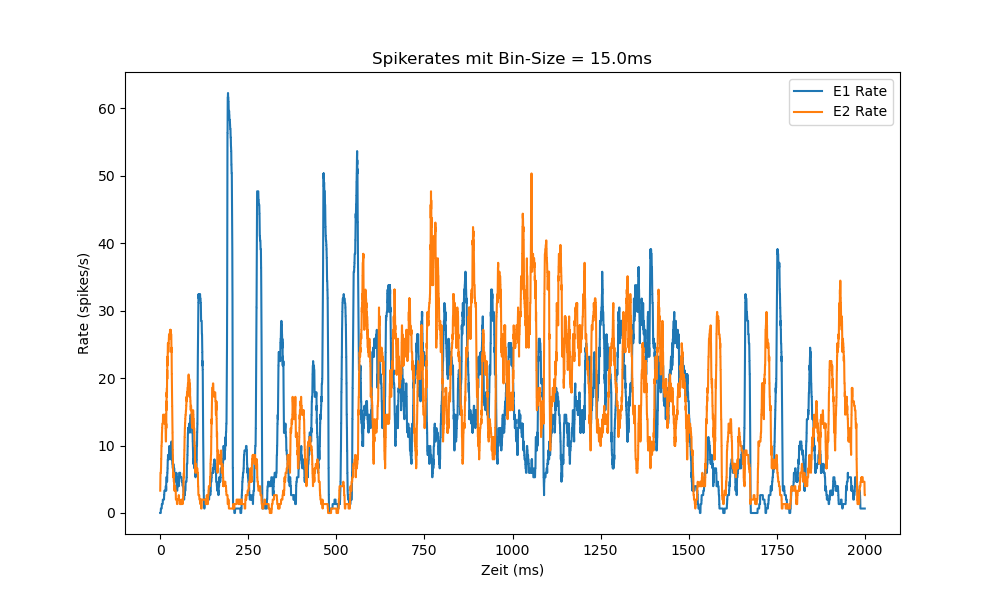 Spikerates mit Bin-Size = 15.0ms
E1 Rate
E2 Rate
Rate (spikes/s)
60
50
40
30
20
10
0
0 250 500 750 1000 1250 1500 1750 2000
Zeit (ms)